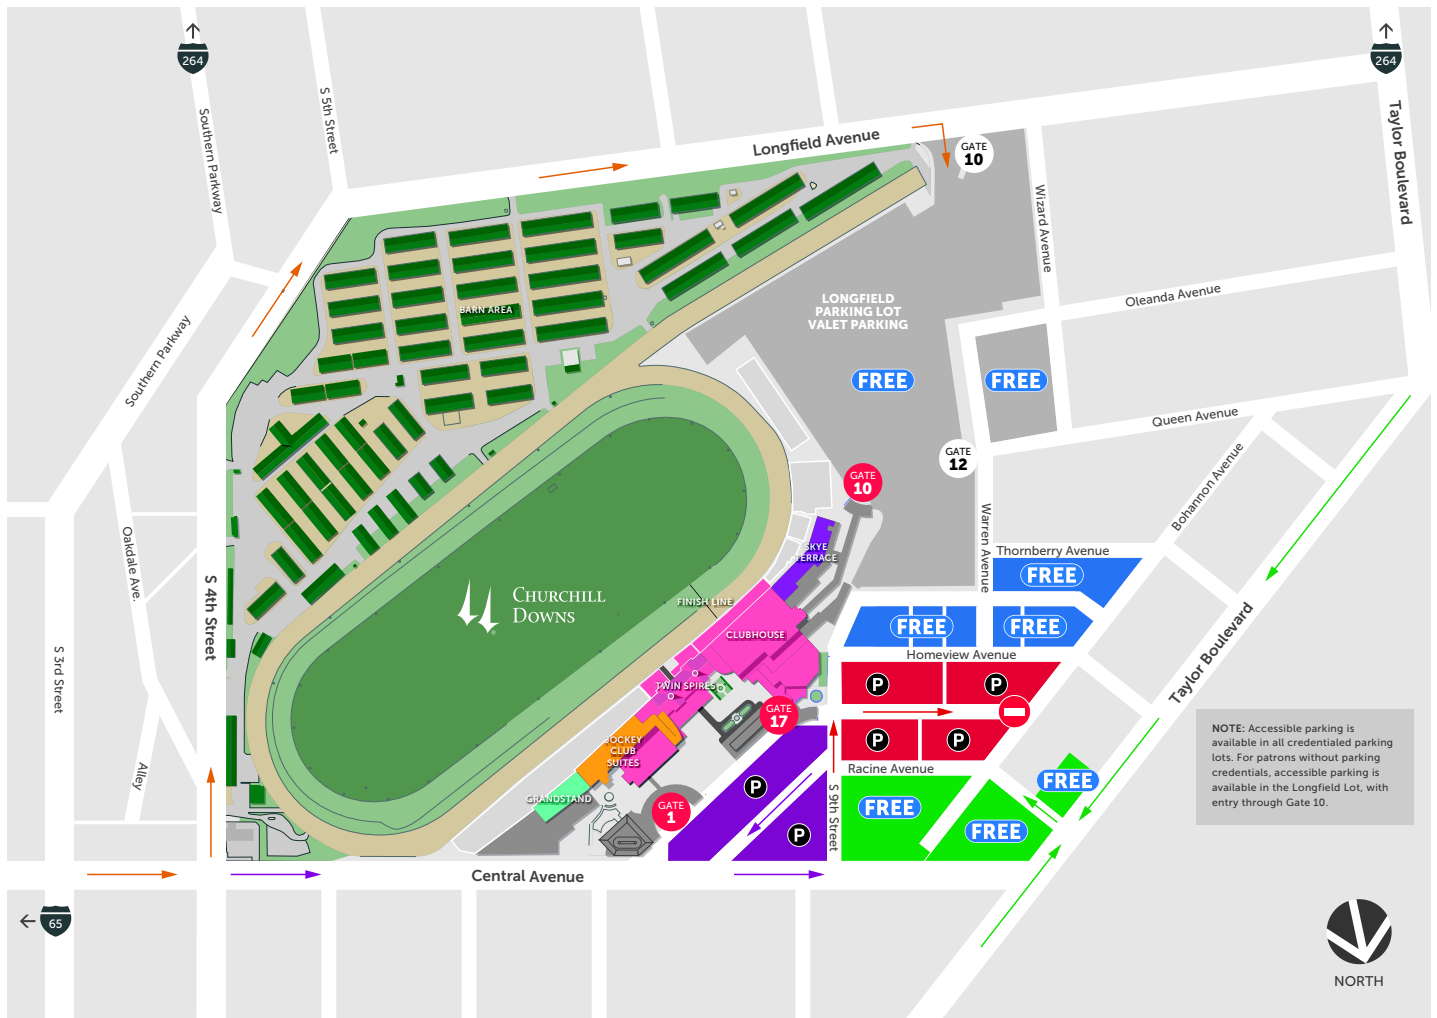 264
264
S 5th Street
Southern Parkway
Taylor Boulevard
Longfield Avenue
GATE
10
Wizard Avenue
Oleanda Avenue
BARN AREA
LONGFIELD
PARKING LOT
VALET PARKING
FREE
FREE
Southern Parkway
Queen Avenue
GATE
12
Bohannon Avenue
GATE
10
Warren Avenue
Oakdale Ave.
SKYE
TERRACE
Thornberry Avenue
FREE
CHURCHILL
DOWNS
FINISH LINE
S 4th Street
CLUBHOUSE
FREE
FREE
Homeview Avenue
Taylor Boulevard
S 3rd Street
TWIN SPIRES
P
P
GATE
17
NOTE: Accessible parking is
available in all credentialed parking
lots. For patrons without parking
credentials, accessible parking is
available in the Longfield Lot, with
entry through Gate 10.
JOCKEY
CLUB
SUITES
P
P
Racine Avenue
Alley
P
FREE
GRANDSTAND
GATE
1
S 9th Street
FREE
FREE
P
Central Avenue
65
NORTH